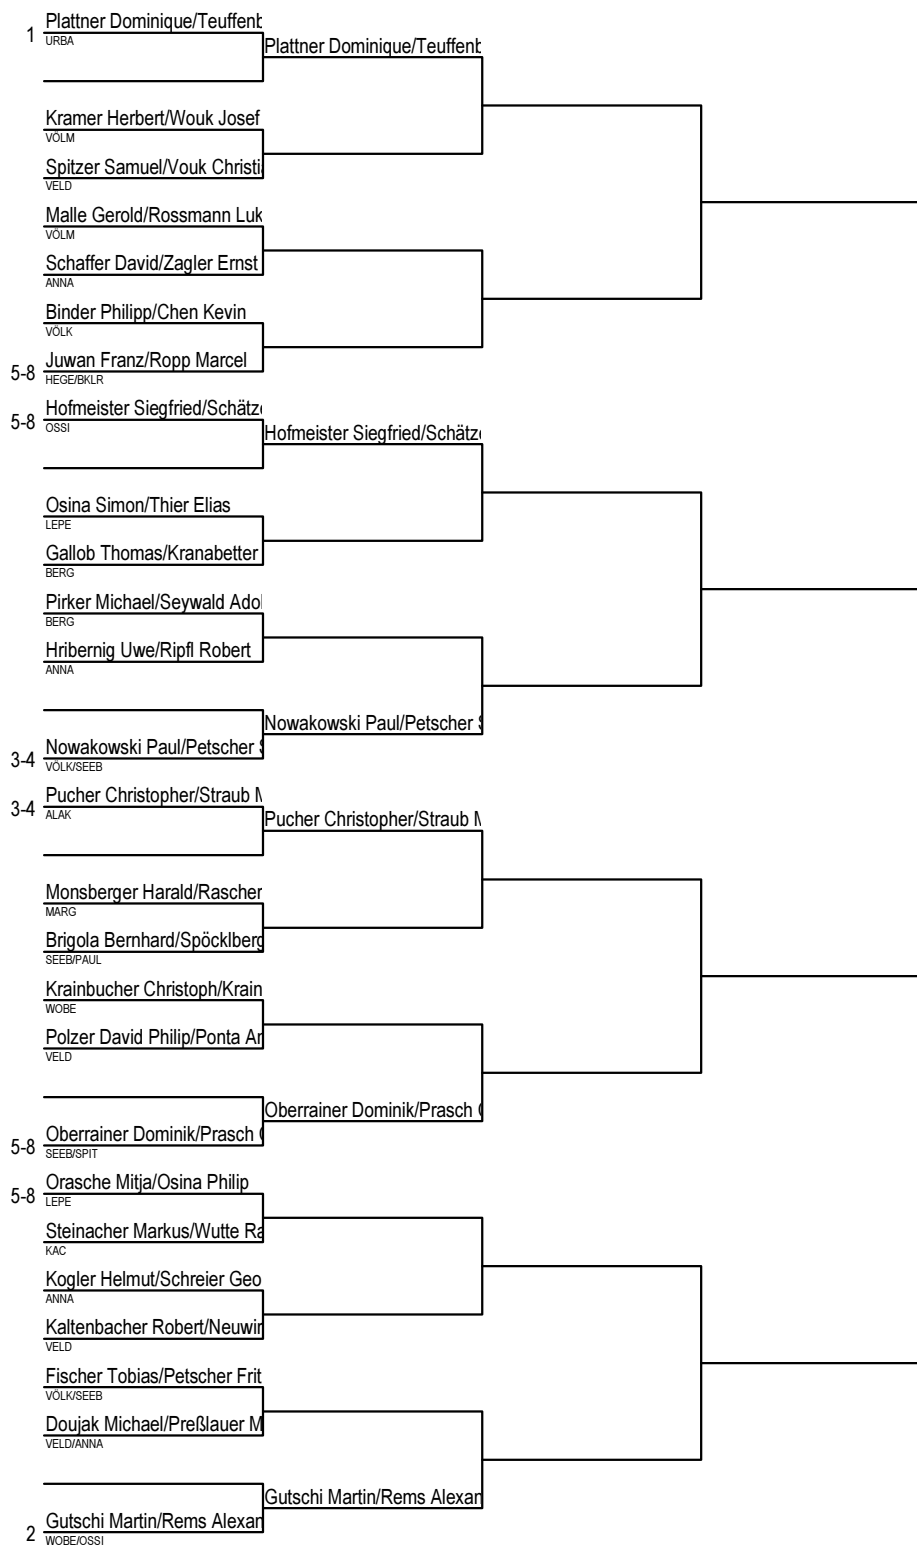 Plattner Dominique/Teuffenb
1
URBA
Plattner Dominique/Teuffenb
Kramer Herbert/Wouk Josef
VÖLM
Spitzer Samuel/Vouk Christia
VELD
Malle Gerold/Rossmann Luk
VÖLM
Schaffer David/Zagler Ernst
ANNA
Binder Philipp/Chen Kevin
VÖLK
Juwan Franz/Ropp Marcel
5-8
HEGE/BKLR
Hofmeister Siegfried/Schätze
5-8
OSSI
Hofmeister Siegfried/Schätze
Osina Simon/Thier Elias
LEPE
Gallob Thomas/Kranabetter
BERG
Pirker Michael/Seywald Adol
BERG
Hribernig Uwe/Ripfl Robert
ANNA
Nowakowski Paul/Petscher S
Nowakowski Paul/Petscher S
3-4
VÖLK/SEEB
Pucher Christopher/Straub M
3-4
ALAK
Pucher Christopher/Straub M
Monsberger Harald/Rascher
MARG
Brigola Bernhard/Spöcklberg
SEEB/PAUL
Krainbucher Christoph/Krain
WOBE
Polzer David Philip/Ponta An
VELD
Oberrainer Dominik/Prasch C
Oberrainer Dominik/Prasch C
5-8
SEEB/SPIT
Orasche Mitja/Osina Philip
5-8
LEPE
Steinacher Markus/Wutte Ra
KAC
Kogler Helmut/Schreier Geo
ANNA
Kaltenbacher Robert/Neuwir
VELD
Fischer Tobias/Petscher Frit
VÖLK/SEEB
Doujak Michael/Preßlauer M
VELD/ANNA
Gutschi Martin/Rems Alexan
Gutschi Martin/Rems Alexan
2
WOBE/OSSI